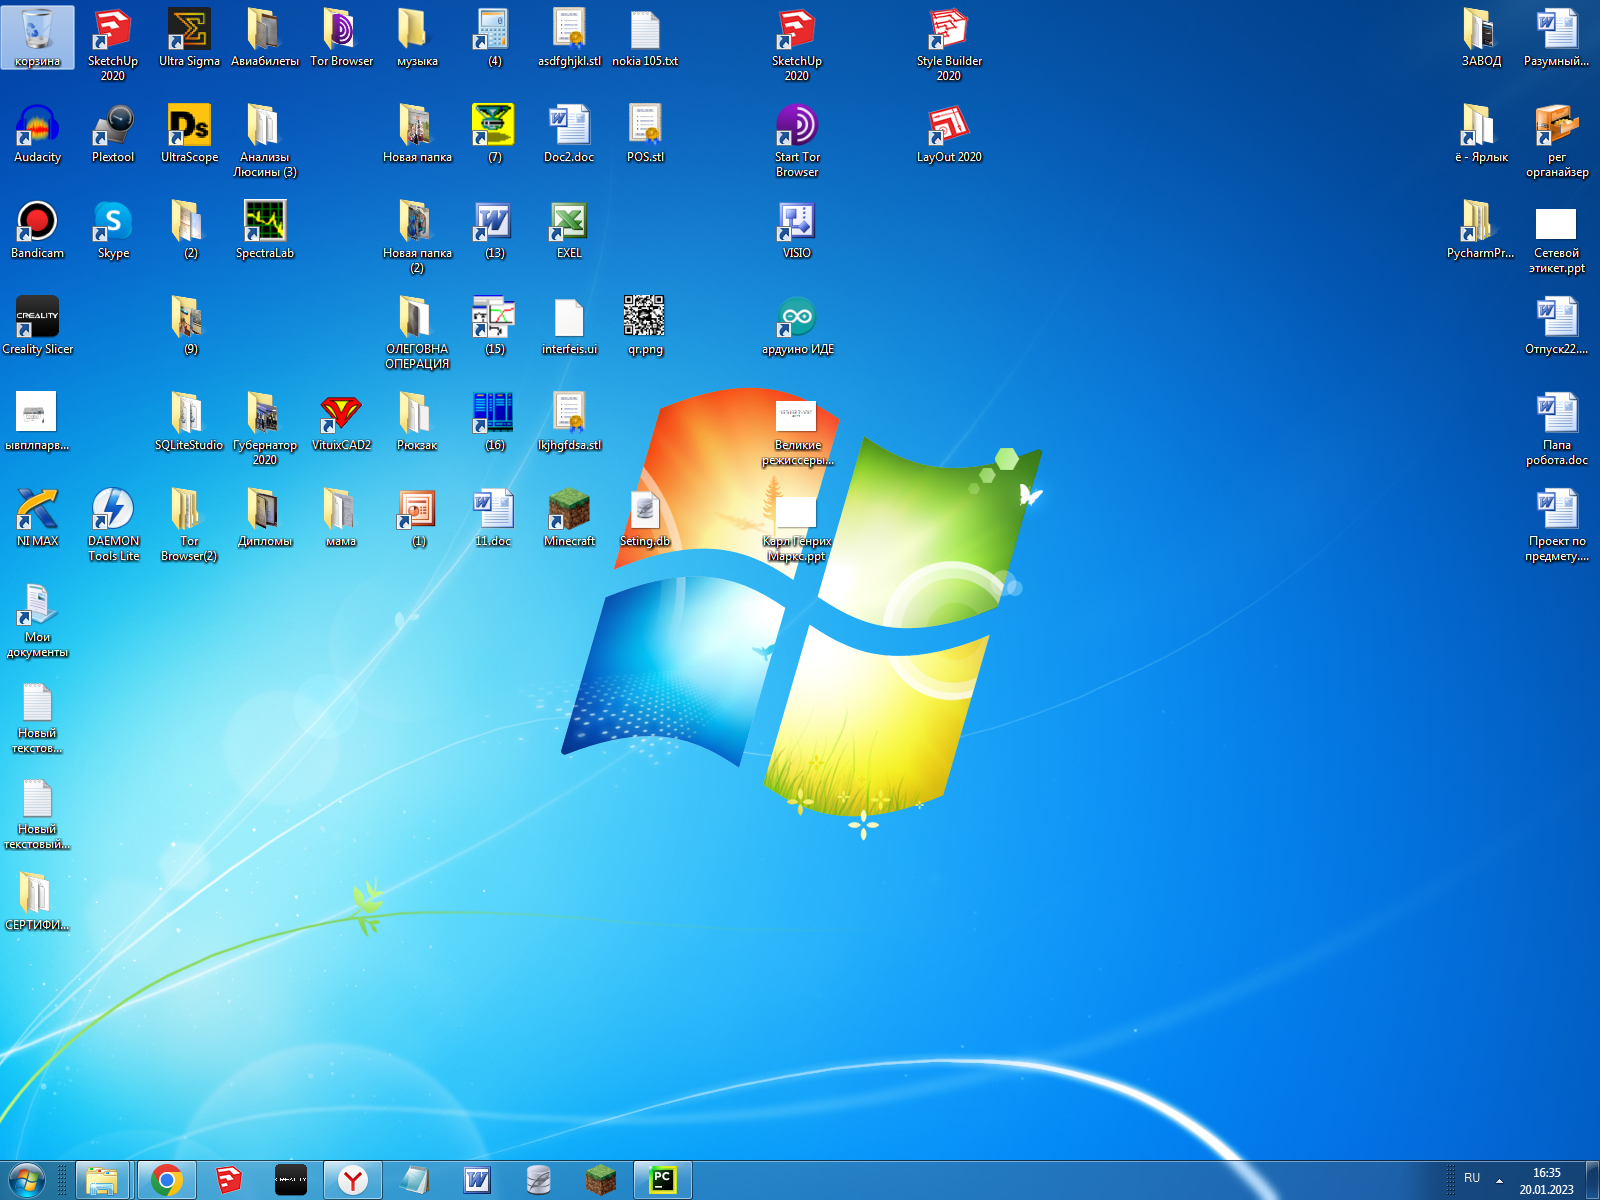 корзина
SketchUp
2020
Ultra Sigma
Авиабилеты
Tor Browser
музыка
(4)
asdfghjkl.stl
nokia 105.txt
SketchUp
2020
Style Builder
2020
ЗАВОД
Разумный...
Audacity
Plextool
Ds
UltraScope
Анализы
Люсины (3)
Новая папка
(7)
Doc2.doc
POS.stl
Start Tor
Browser
LayOut 2020
ё - Ярлык
рег
органайзер
Bandicam
Skype
(2)
SpectraLab
Новая папка
(2)
(13)
EXEL
VISIO
PycharmPr...
Сетевой
этикет.ppt
CREALITY
Creality Slicer
(9)
ОЛЕГОВНА
ОПЕРАЦИЯ
(15)
interfeis.ui
qr.png
ардуино ИДЕ
Отпуск22....
ывплпарв...
SQLiteStudio
Губернатор
2020
VituixCAD2
Рюкзак
(16)
lkjhgfdsa.stl
Великие
режиссеры...
Папа
робота.doc
NI MAX
DAEMON
Tools Lite
Tor
Browser(2)
Дипломы
мама
(1)
11.doc
Minecraft
Seting.db
Карл Генрих
Маркс.ppt
Проект по
предмету....
Мои
документы
Новый
текстов...
Новый
текстовый...
СЕРТИФИ...
CREALITY
PC
RU
16:35
20.01.2023